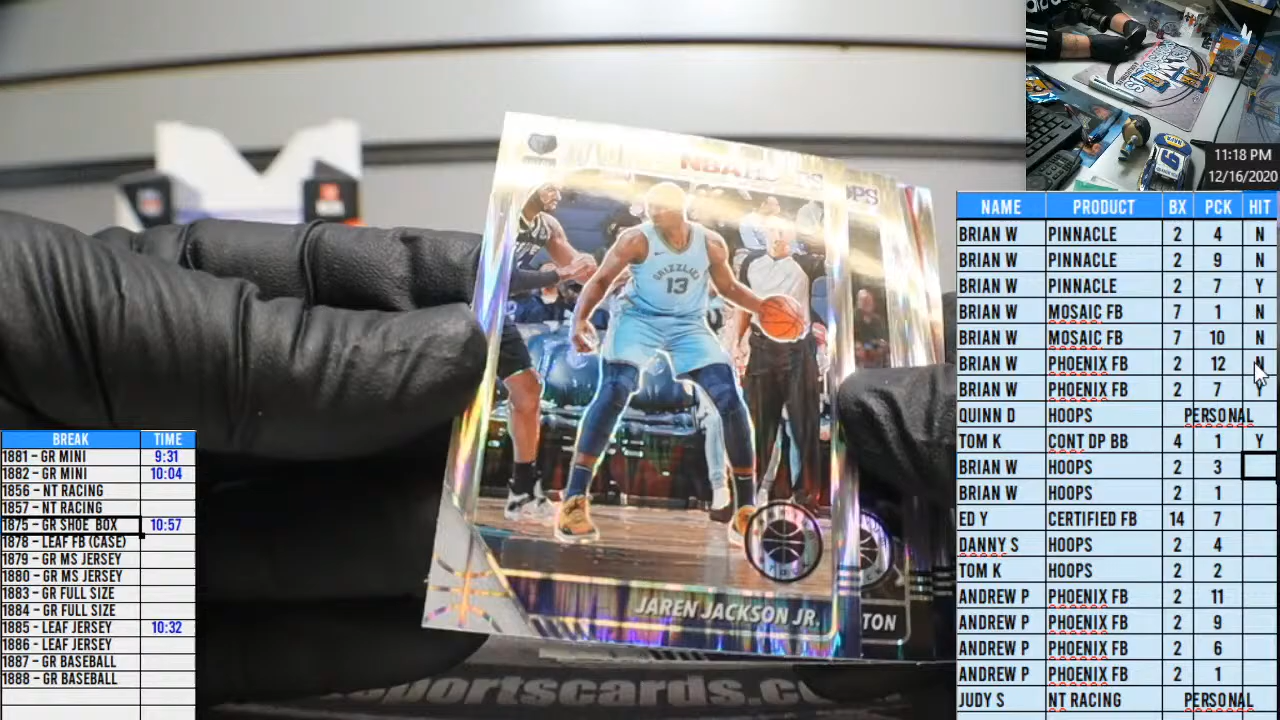 11:18 PM
12/16/2020
NAME PRODUCT BX PCK HIT
BRIAN W PINNACLE 2 4 N
BRIAN W PINNACLE 2 9 N
BRIAN W PINNACLE 2 7 Y
BRIAN W MOSAIC FB 7 1 N
BRIAN W MOSAIC FB 7 10 N
BRIAN W PHOENIX FB 2 12 N
BRIAN W PHOENIX FB 2 7 Y
QUINN D HOOPS PERSONAL
TOM K CONT DP BB 4 1 Y
BRIAN W HOOPS 2 3
BRIAN W HOOPS 2 1
ED Y CERTIFIED FB 14 7
DANNY S HOOPS 2 4
TOM K HOOPS 2 2
ANDREW P PHOENIX FB 2 11
ANDREW P PHOENIX FB 2 9
ANDREW P PHOENIX FB 2 6
ANDREW P PHOENIX FB 2 1
JUDY S NT RACING PERSONAL
BREAK TIME
1881 – GR MINI 9:31
1882 – GR MINI 10:04
1856 – NT RACING
1857 – NT RACING
1875 – GR SHOE BOX 10:57
1878 – LEAF FB (CASE)
1879 – GR MS JERSEY
1880 – GR MS JERSEY
1883 – GR FULL SIZE
1884 – GR FULL SIZE
1885 – LEAF JERSEY 10:32
1886 – LEAF JERSEY
1887 – GR BASEBALL
1888 – GR BASEBALL
GRIZZLIES
13
JAREN JACKSON JR.
TON
sportscards.c